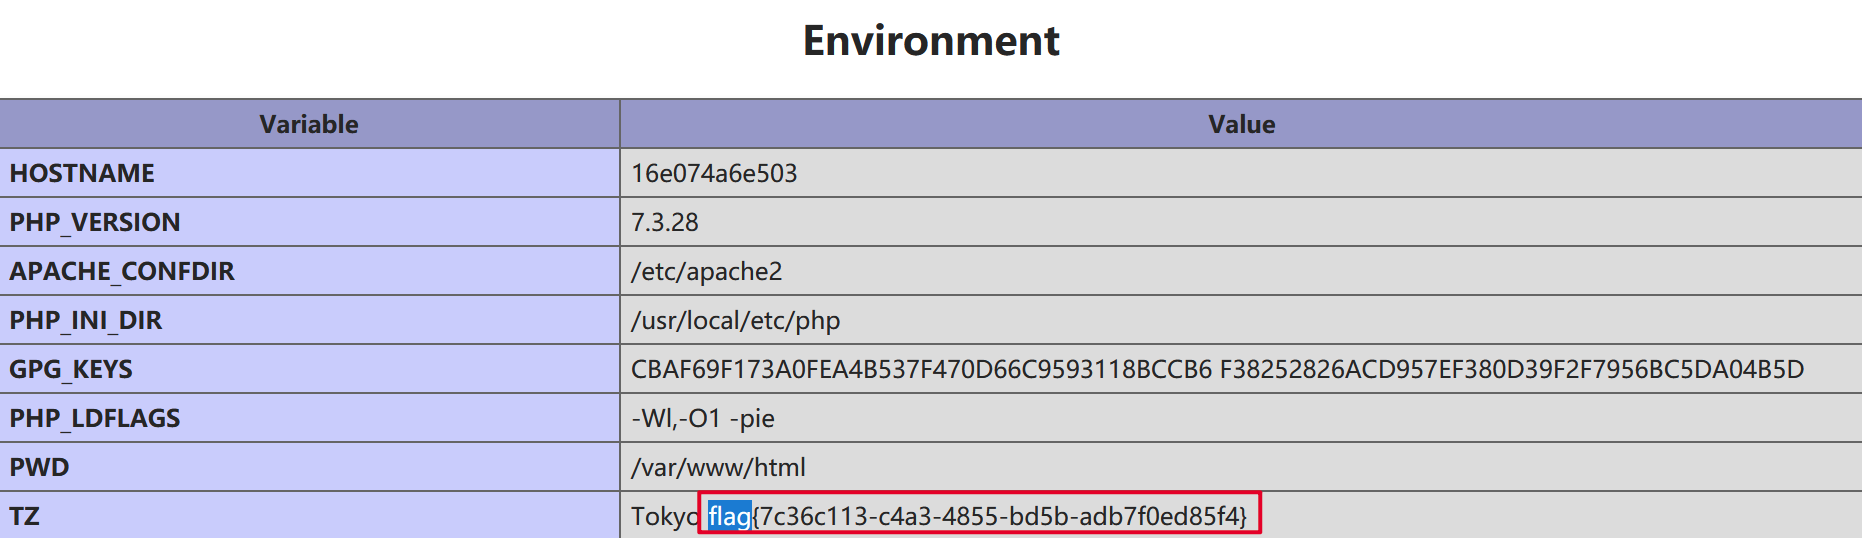 Environment
Variable Value
HOSTNAME 16e074a6e503
PHP_VERSION 7.3.28
APACHE_CONFDIR /etc/apache2
PHP_INI_DIR /usr/local/etc/php
GPG_KEYS CBAF69F173A0FEA4B537F470D66C9593118BCCB6 F38252826ACD957EF380D39F2F7956BC5DA04B5D
PHP_LDFLAGS -Wl,-O1 -pie
PWD /var/www/html
TZ Tokyo flag{7c36c113-c4a3-4855-bd5b-adb7f0ed85f4}